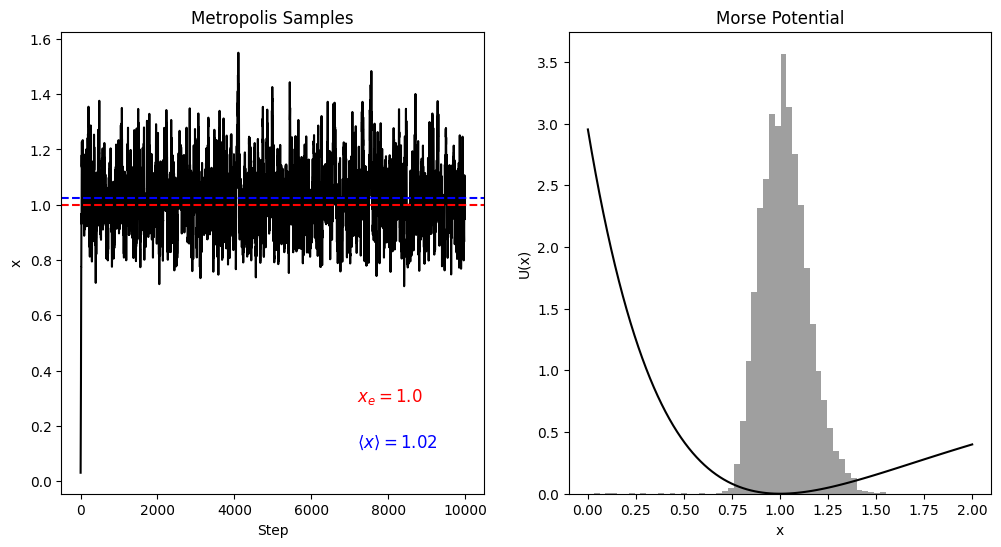 Metropolis Samples
1.6
1.4
1.2
1.0
0.8
0.6
0.4
0.2
0.0
x
x_e = 1.0
⟨x⟩ = 1.02
0 2000 4000 6000 8000 10000
Step
Morse Potential
3.5
3.0
2.5
2.0
1.5
1.0
0.5
0.0
U(x)
0.00 0.25 0.50 0.75 1.00 1.25 1.50 1.75 2.00
x